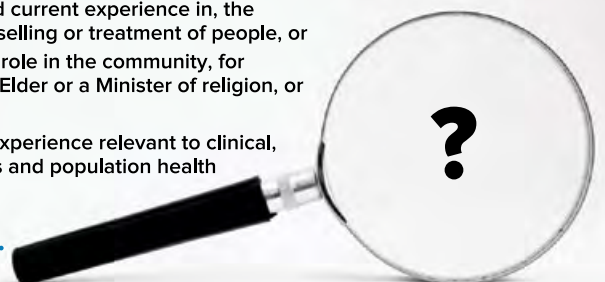 d current experience in, the
selling or treatment of people, or
role in the community, for
Elder or a Minister of religion, or
experience relevant to clinical,
s and population health
?